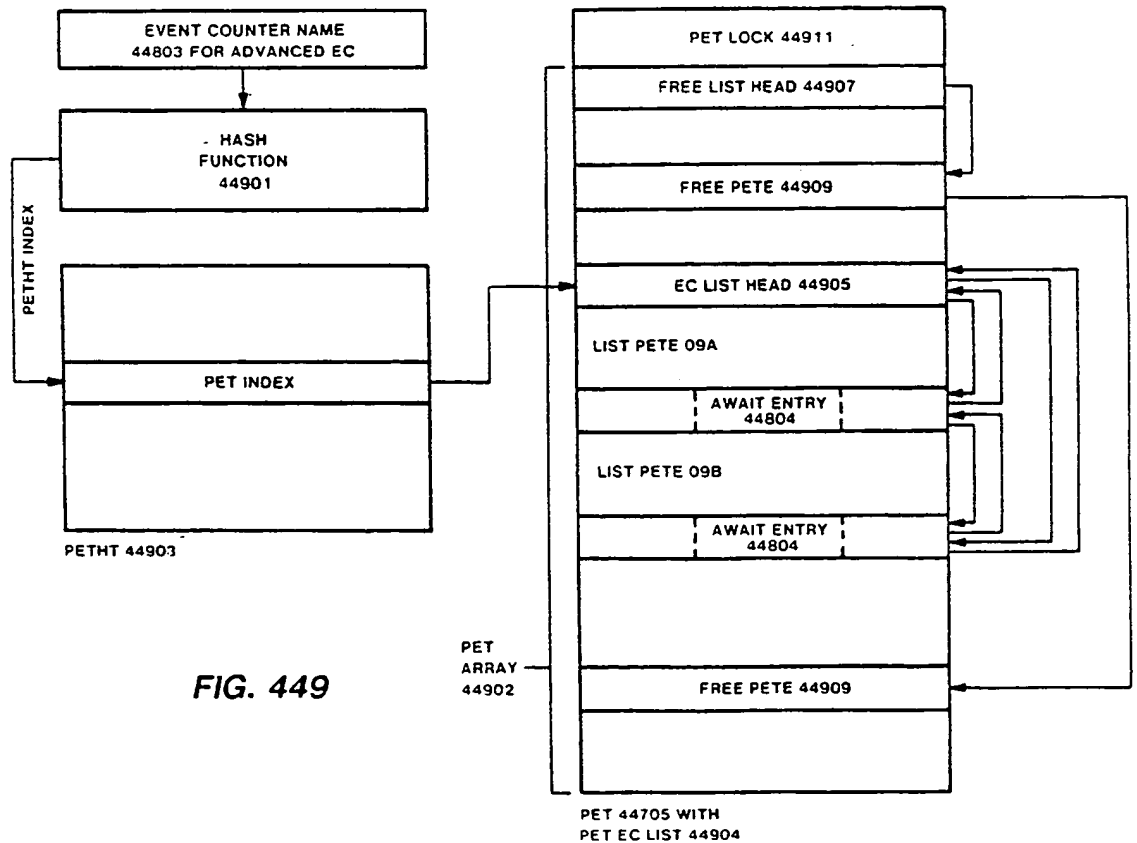 EVENT COUNTER NAME
44803 FOR ADVANCED EC
HASH
FUNCTION
44901
PETHT INDEX
PET INDEX
PETHT 44903
FIG. 449
PET LOCK 44911
FREE LIST HEAD 44907
FREE PETE 44909
EC LIST HEAD 44905
LIST PETE 09A
AWAIT ENTRY
44804
LIST PETE 09B
AWAIT ENTRY
44804
PET
ARRAY
44902
FREE PETE 44909
PET 44705 WITH
PET EC LIST 44904